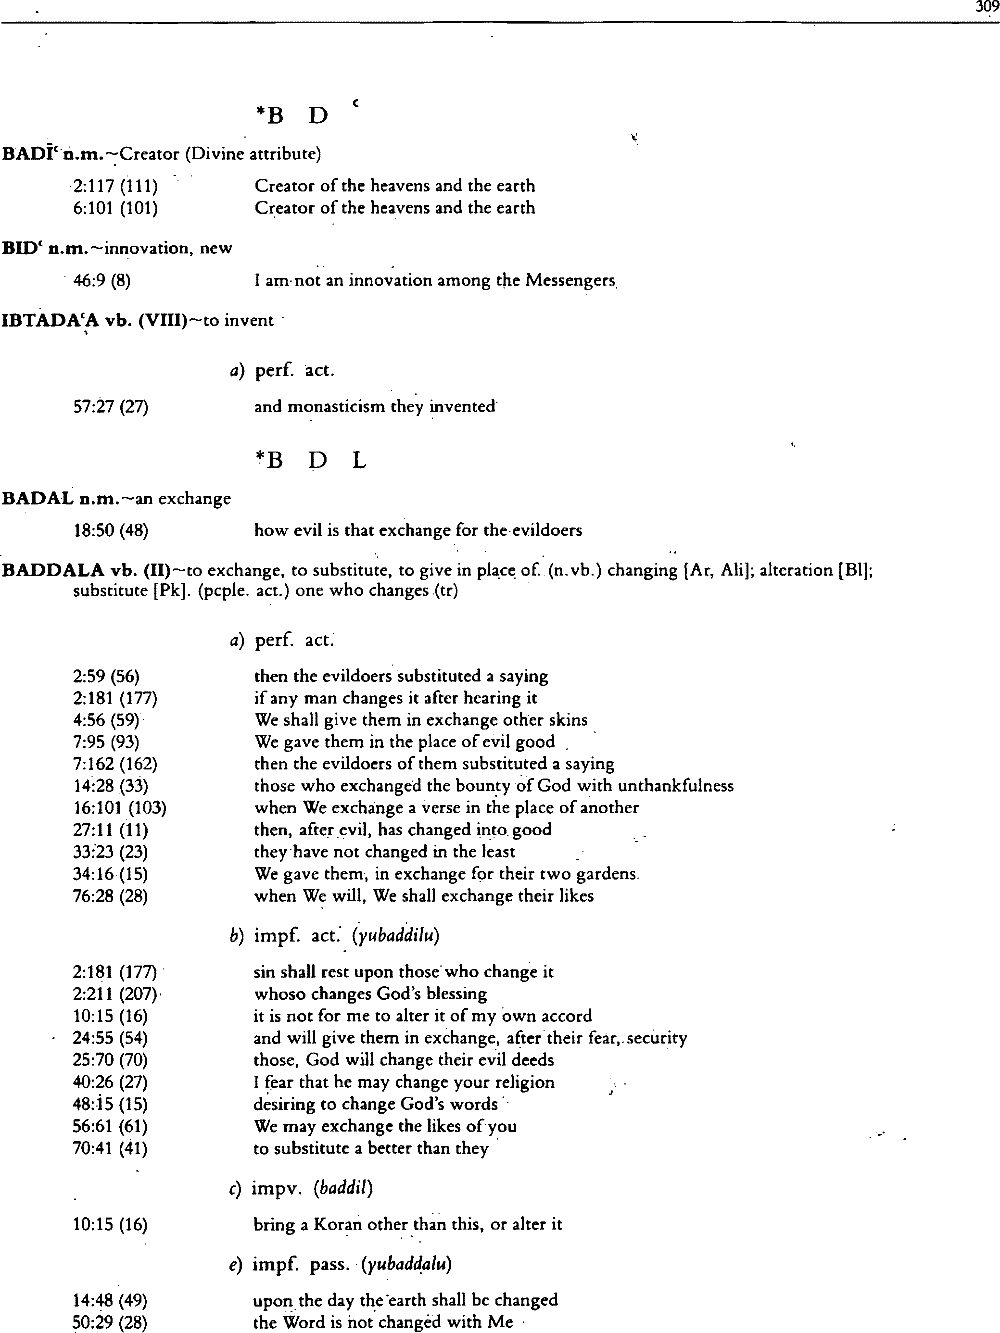 309
*B D ʿ
BADĪʿ n.m.~Creator (Divine attribute)
2:117 (111) Creator of the heavens and the earth
6:101 (101) Creator of the heavens and the earth
BIDʿ n.m.~innovation, new
46:9 (8) I am not an innovation among the Messengers
IBTADAʿA vb. (VIII)~to invent
a) perf. act.
57:27 (27) and monasticism they invented
*B D L
BADAL n.m.~an exchange
18:50 (48) how evil is that exchange for the evildoers
BADDALA vb. (II)~to exchange, to substitute, to give in place of. (n.vb.) changing [Ar, Ali]; alteration [Bl];
substitute [Pk]. (pcple. act.) one who changes (tr)
a) perf. act.
2:59 (56) then the evildoers substituted a saying
2:181 (177) if any man changes it after hearing it
4:56 (59) We shall give them in exchange other skins
7:95 (93) We gave them in the place of evil good
7:162 (162) then the evildoers of them substituted a saying
14:28 (33) those who exchanged the bounty of God with unthankfulness
16:101 (103) when We exchange a verse in the place of another
27:11 (11) then, after evil, has changed into good
33:23 (23) they have not changed in the least
34:16 (15) We gave them, in exchange for their two gardens
76:28 (28) when We will, We shall exchange their likes
b) impf. act. (yubaddilu)
2:181 (177) sin shall rest upon those who change it
2:211 (207) whoso changes God's blessing
10:15 (16) it is not for me to alter it of my own accord
24:55 (54) and will give them in exchange, after their fear, security
25:70 (70) those, God will change their evil deeds
40:26 (27) I fear that he may change your religion
48:15 (15) desiring to change God's words
56:61 (61) We may exchange the likes of you
70:41 (41) to substitute a better than they
c) impv. (baddil)
10:15 (16) bring a Koran other than this, or alter it
e) impf. pass. (yubaddalu)
14:48 (49) upon the day the earth shall be changed
50:29 (28) the Word is not changed with Me